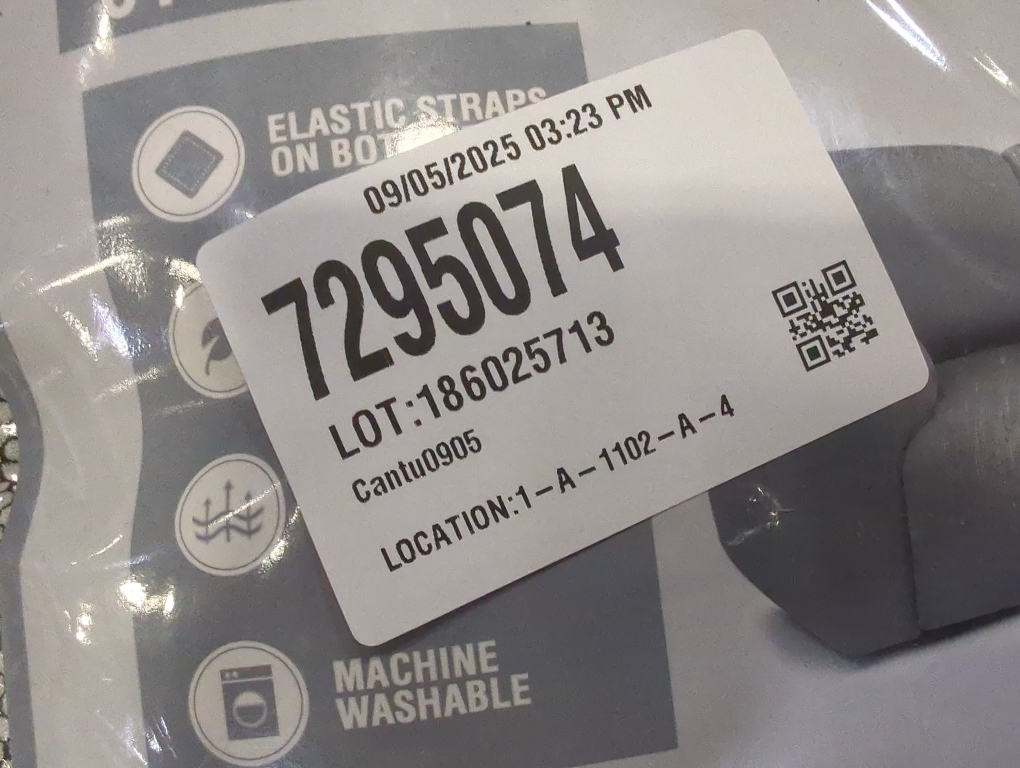 ELASTIC STRAPS
ON BOT
09/05/2025 03:23 PM
7295074
LOT:186025713
Cantu0905
LOCATION:1-A-1102-A-4
MACHINE
WASHABLE